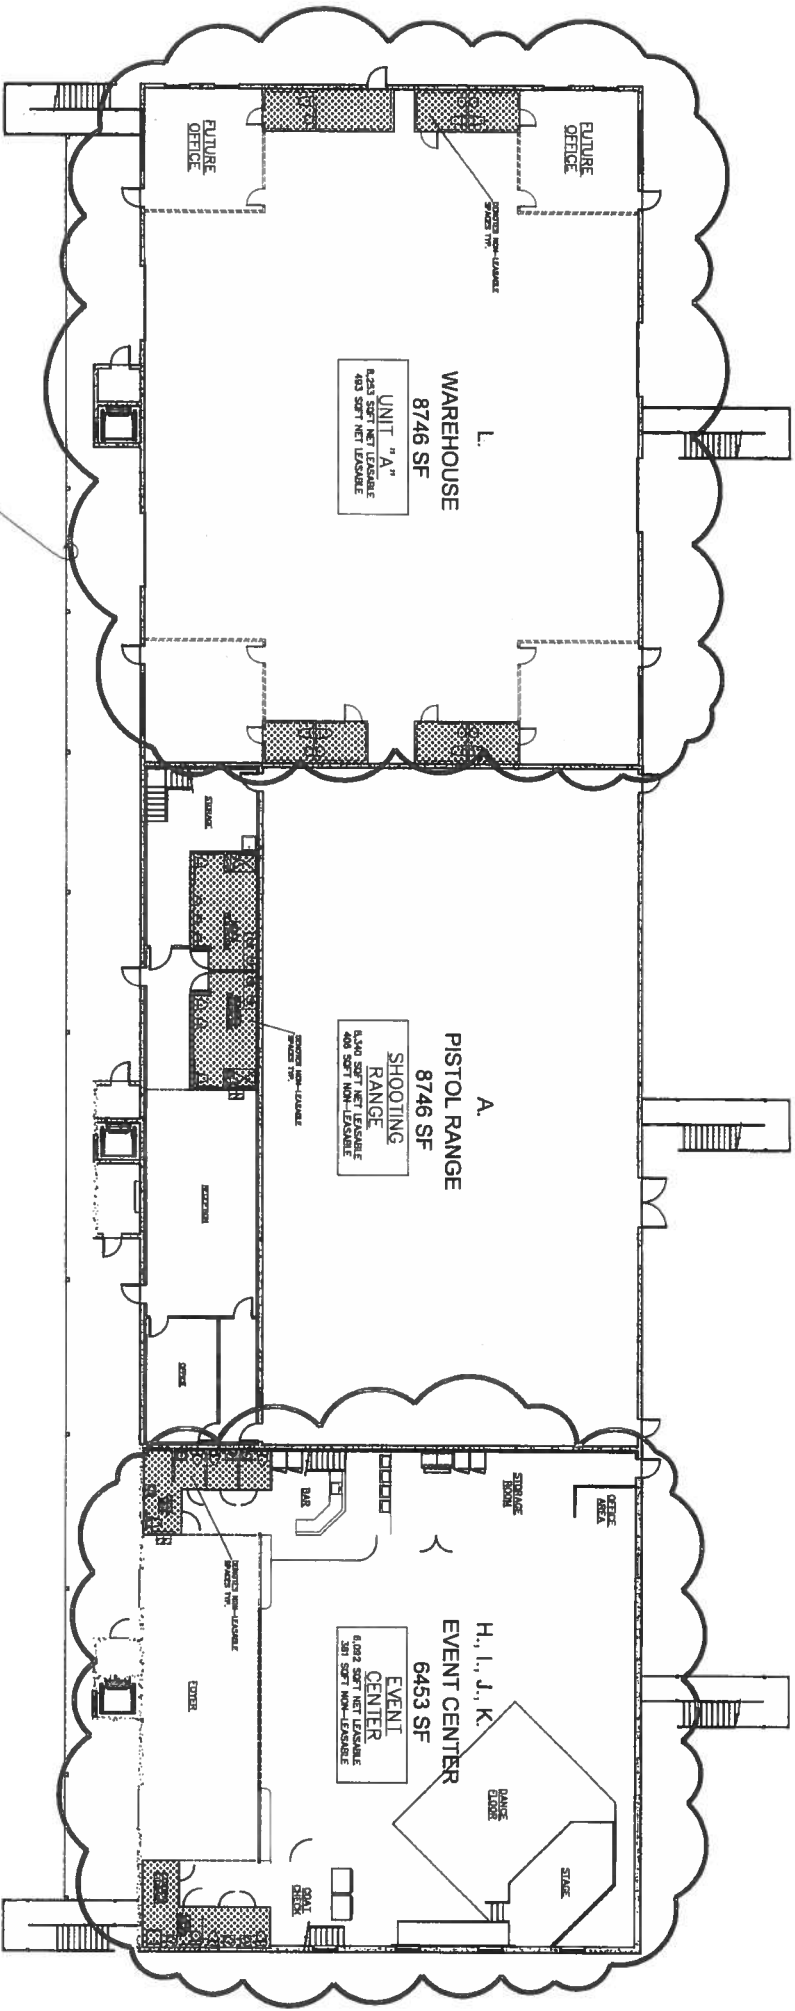 FUTURE
OFFICE
FUTURE
OFFICE
DENOTES NON-LEASABLE
SPACES TYP.
L.
WAREHOUSE
8746 SF
UNIT "A"
8,253 SQFT NET LEASABLE
493 SQFT NET LEASABLE
STORAGE
DENOTES NON-LEASABLE
SPACES TYP.
A.
PISTOL RANGE
8746 SF
SHOOTING
RANGE
8,340 SQFT NET LEASABLE
406 SQFT NON-LEASABLE
RECEPTION
OFFICE
BAR
STORAGE
ROOM
OFFICE
AREA
DENOTES NON-LEASABLE
SPACES TYP.
H., I., J., K.
EVENT CENTER
6453 SF
EVENT
CENTER
6,092 SQFT NET LEASABLE
381 SQFT NON-LEASABLE
FOYER
DANCE
FLOOR
STAGE
COAT
CHECK